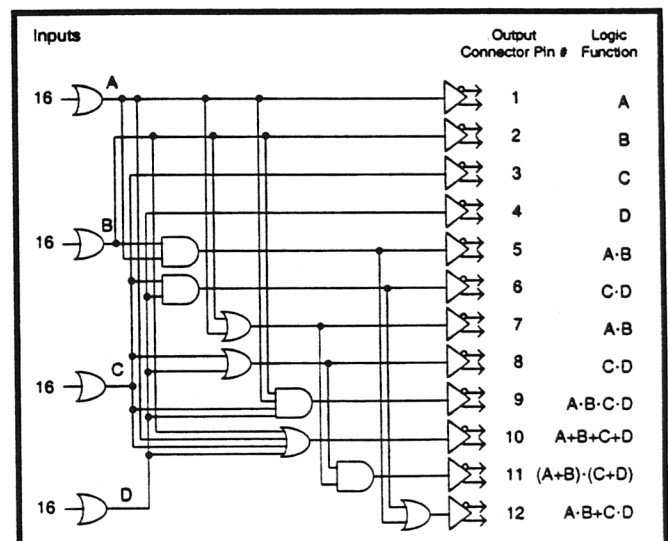 Inputs Output Logic
Connector Pin # Function
A
16 1 A
2 B
3 C
4 D
B
16 5 A·B
6 C·D
7 A·B
8 C·D
C
16 9 A·B·C·D
10 A+B+C+D
11 (A+B)·(C+D)
D
16 12 A·B+C·D